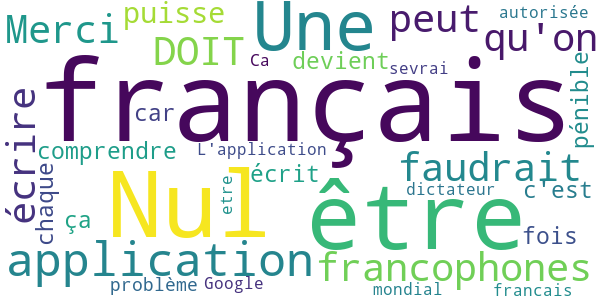 Merci
puisse
Une
peut
autorisée
DOIT
Ca
devient
sevrai
qu'on
français
pénible
écrire
car
comprendre
L'application
écrit
faudrait
chaque
Nul
etre
être
dictateur
c'est
ça
fois
application
francophones
problème
Google
mondial
francais